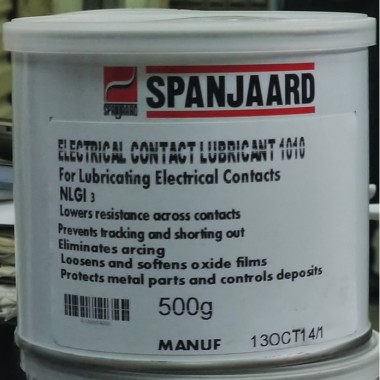 SPANJAARD
SPANJAARD
ELECTRICAL CONTACT LUBRICANT 1010
For Lubricating Electrical Contacts
NLGI 3
Lowers resistance across contacts
Prevents tracking and shorting out
Eliminates arcing
Loosens and softens oxide films
Protects metal parts and controls deposits
500g
MANUF 13OCT14/1